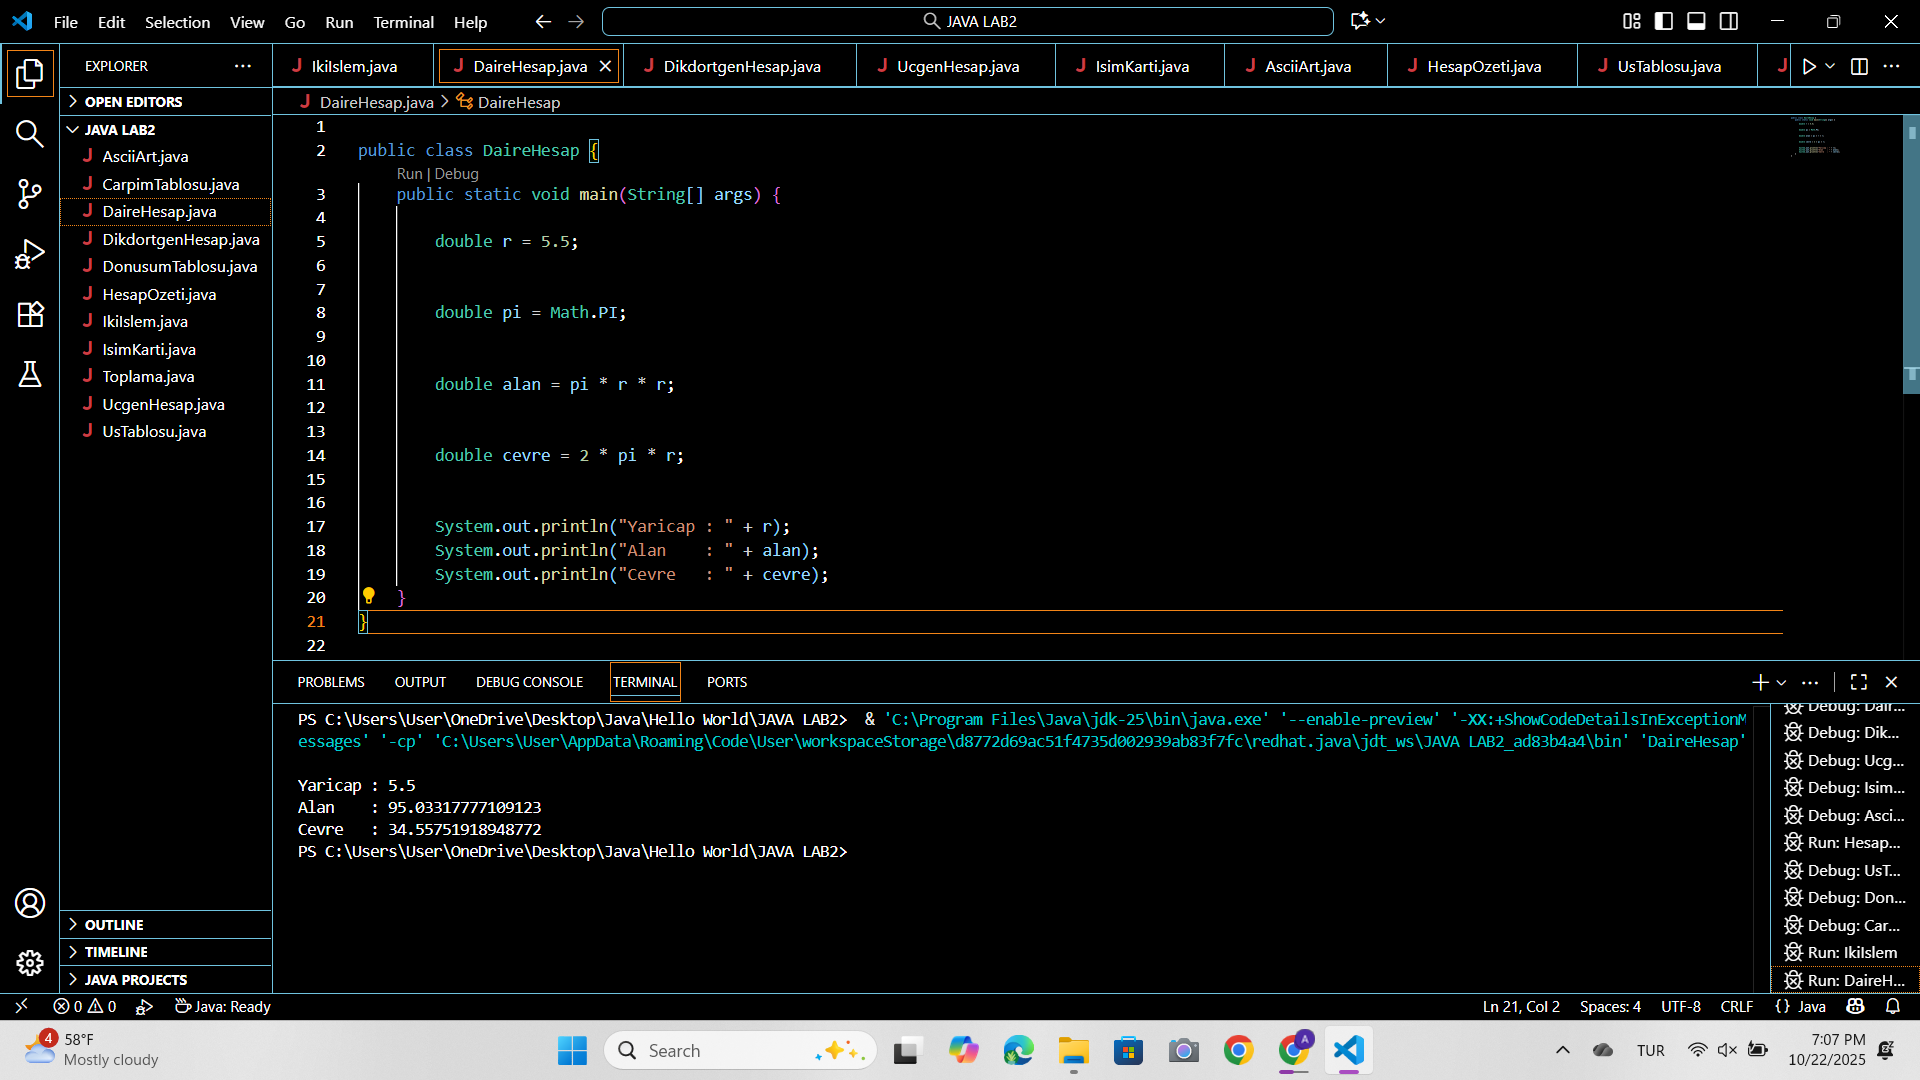 File Edit Selection View Go Run Terminal Help
JAVA LAB2
EXPLORER
OPEN EDITORS
JAVA LAB2
AsciiArt.java
CarpimTablosu.java
DaireHesap.java
DikdortgenHesap.java
DonusumTablosu.java
HesapOzeti.java
IkiIslem.java
IsimKarti.java
Toplama.java
UcgenHesap.java
UsTablosu.java
OUTLINE
TIMELINE
JAVA PROJECTS
IkiIslem.java DaireHesap.java DikdortgenHesap.java UcgenHesap.java IsimKarti.java AsciiArt.java HesapOzeti.java UsTablosu.java
DaireHesap.java > DaireHesap
1
2 public class DaireHesap {
Run | Debug
3 public static void main(String[] args) {
4
5 double r = 5.5;
6
7
8 double pi = Math.PI;
9
10
11 double alan = pi * r * r;
12
13
14 double cevre = 2 * pi * r;
15
16
17 System.out.println("Yaricap : " + r);
18 System.out.println("Alan    : " + alan);
19 System.out.println("Cevre   : " + cevre);
20 }
21 }
22
PROBLEMS OUTPUT DEBUG CONSOLE TERMINAL PORTS
PS C:\Users\User\OneDrive\Desktop\Java\Hello World\JAVA LAB2>  & 'C:\Program Files\Java\jdk-25\bin\java.exe' '--enable-preview' '-XX:+ShowCodeDetailsInExceptionM
essages' '-cp' 'C:\Users\User\AppData\Roaming\Code\User\workspaceStorage\d8772d69ac51f4735d002939ab83f7fc\redhat.java\jdt_ws\JAVA LAB2_ad83b4a4\bin' 'DaireHesap'
Yaricap : 5.5
Alan    : 95.03317777109123
Cevre   : 34.55751918948772
PS C:\Users\User\OneDrive\Desktop\Java\Hello World\JAVA LAB2>
Debug: Dair...
Debug: Dik...
Debug: Ucg...
Debug: Isim...
Debug: Asci...
Run: Hesap...
Debug: UsT...
Debug: Don...
Debug: Car...
Run: IkiIslem
Run: DaireH...
0 0 Java: Ready
Ln 21, Col 2 Spaces: 4 UTF-8 CRLF {} Java
4
58°F
Mostly cloudy
Search
A
TUR
7:07 PM
10/22/2025